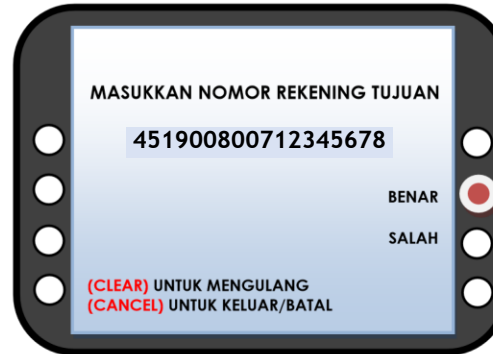 MASUKKAN NOMOR REKENING TUJUAN
451900800712345678
BENAR
SALAH
(CLEAR) UNTUK MENGULANG
(CANCEL) UNTUK KELUAR/BATAL